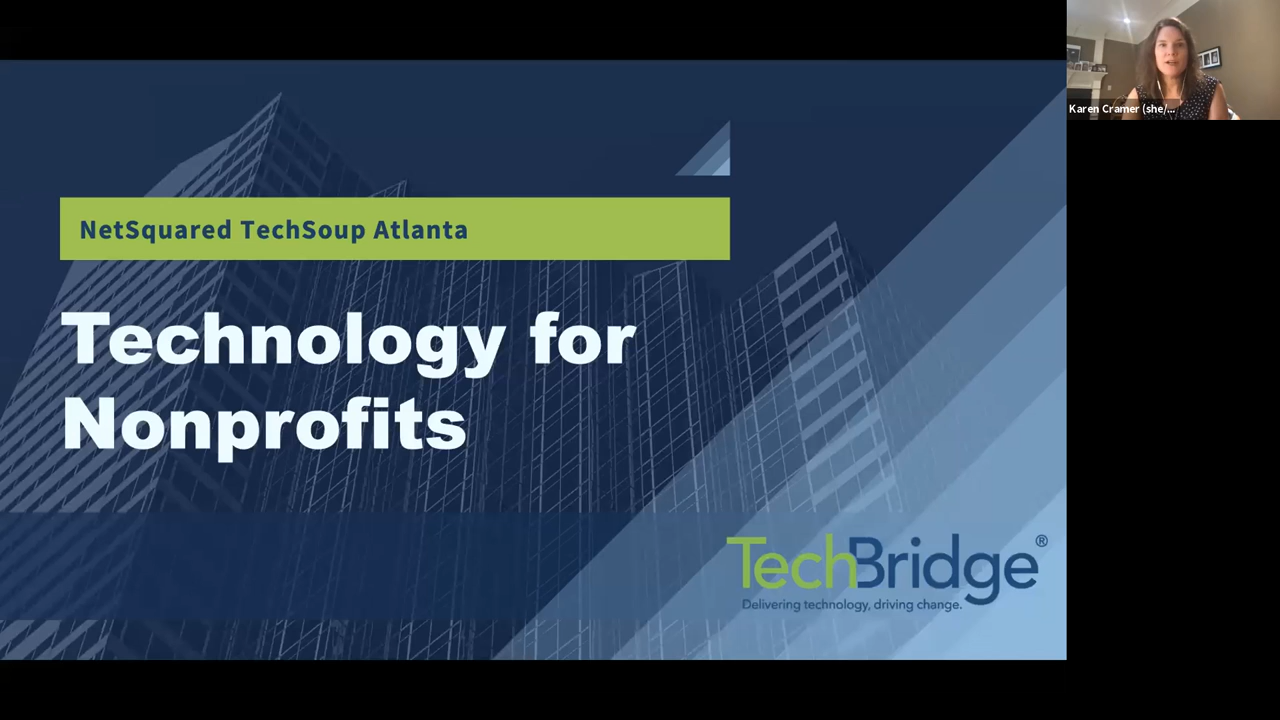 Karen Cramer (she/...
NetSquared TechSoup Atlanta
Technology for
Nonprofits
TechBridge®
Delivering technology, driving change.